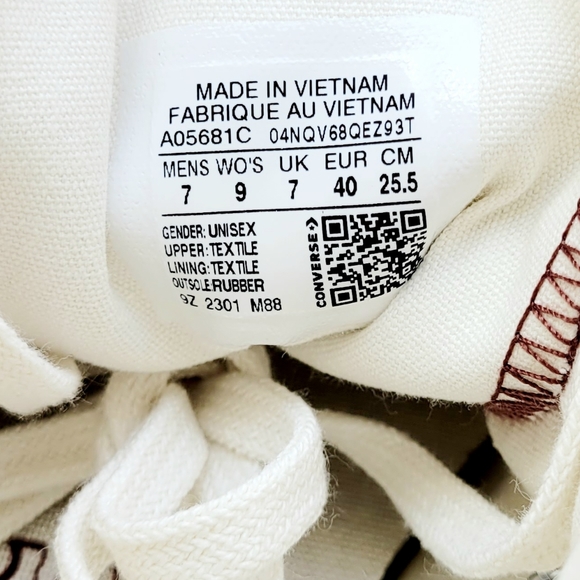 MADE IN VIETNAM
FABRIQUE AU VIETNAM
A05681C 04NQV68QEZ93T
MENS WO'S UK EUR CM
7 9 7 40 25.5
GENDER: UNISEX
UPPER: TEXTILE
LINING: TEXTILE
OUTSOLE:RUBBER
9Z 2301 M88
CONVERSE